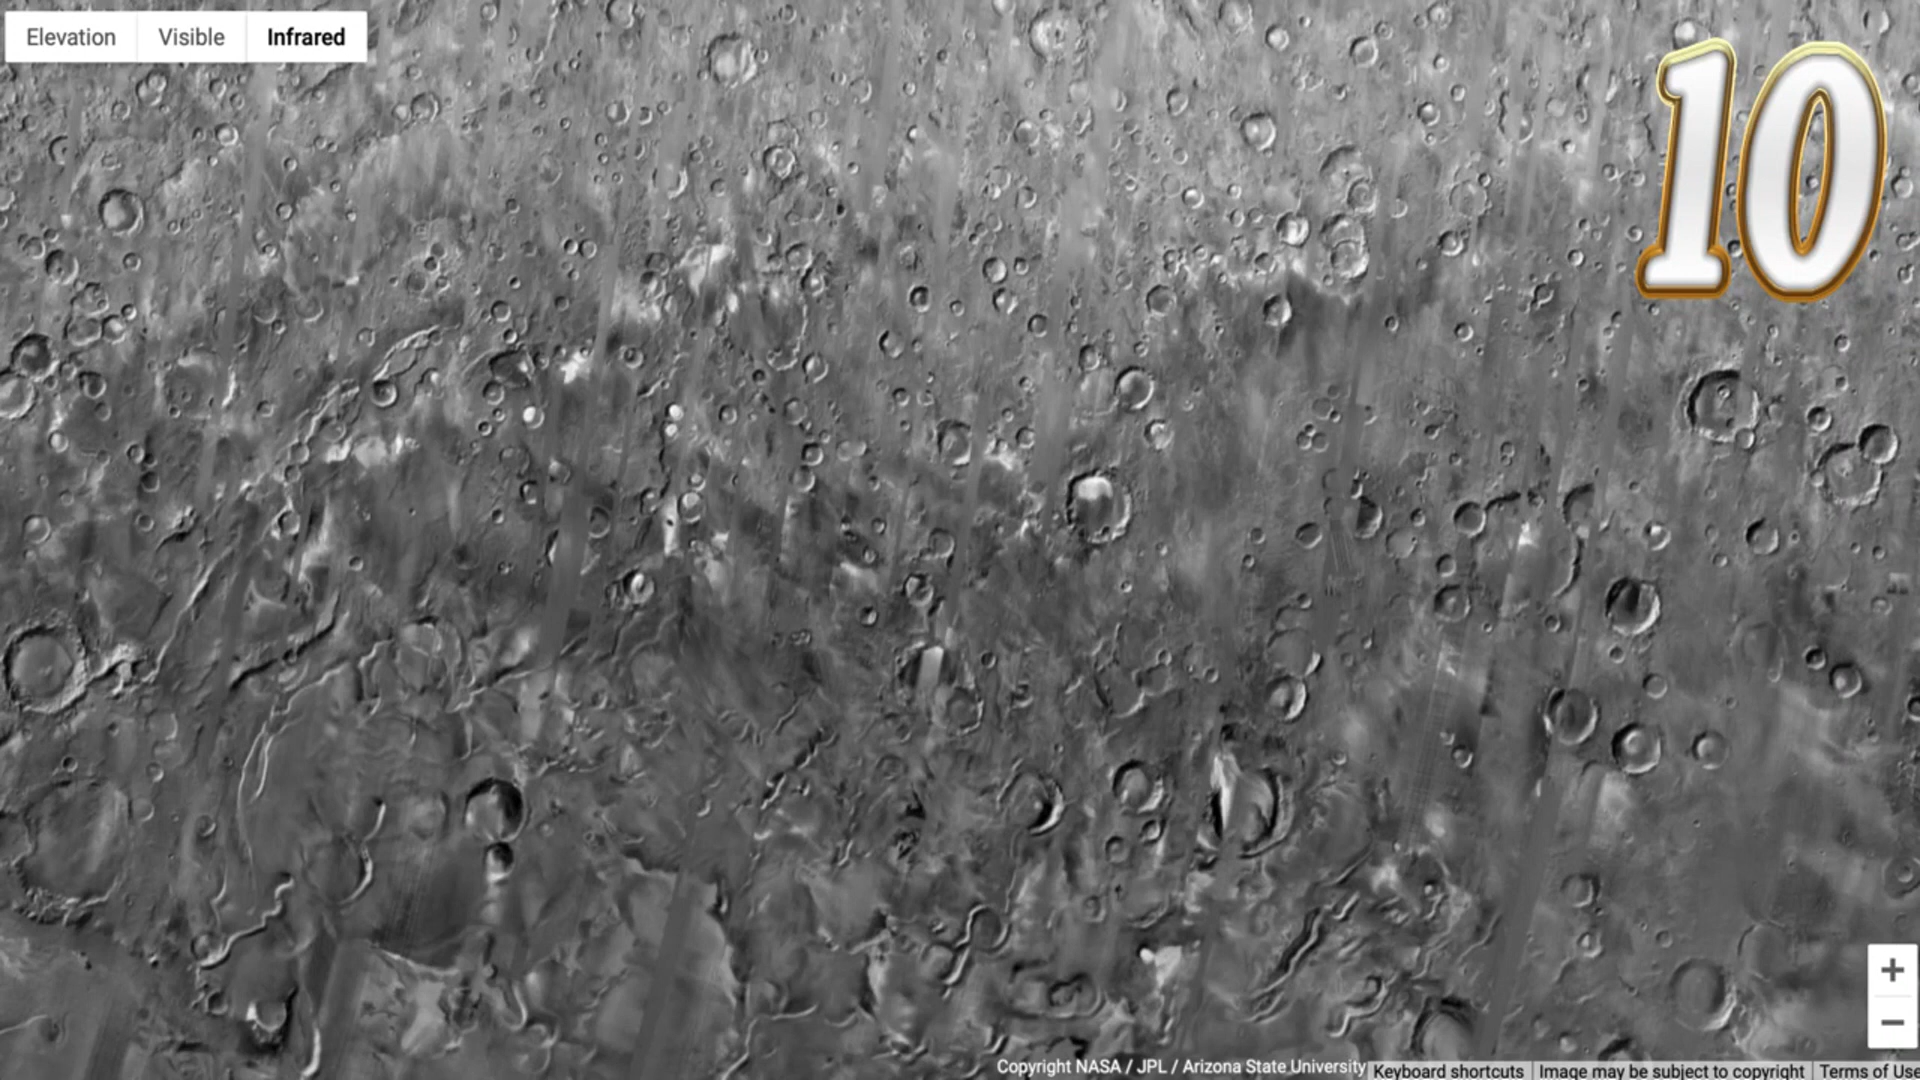 Elevation Visible Infrared
10
+
−
Copyright NASA / JPL / Arizona State University Keyboard shortcuts Image may be subject to copyright Terms of Use